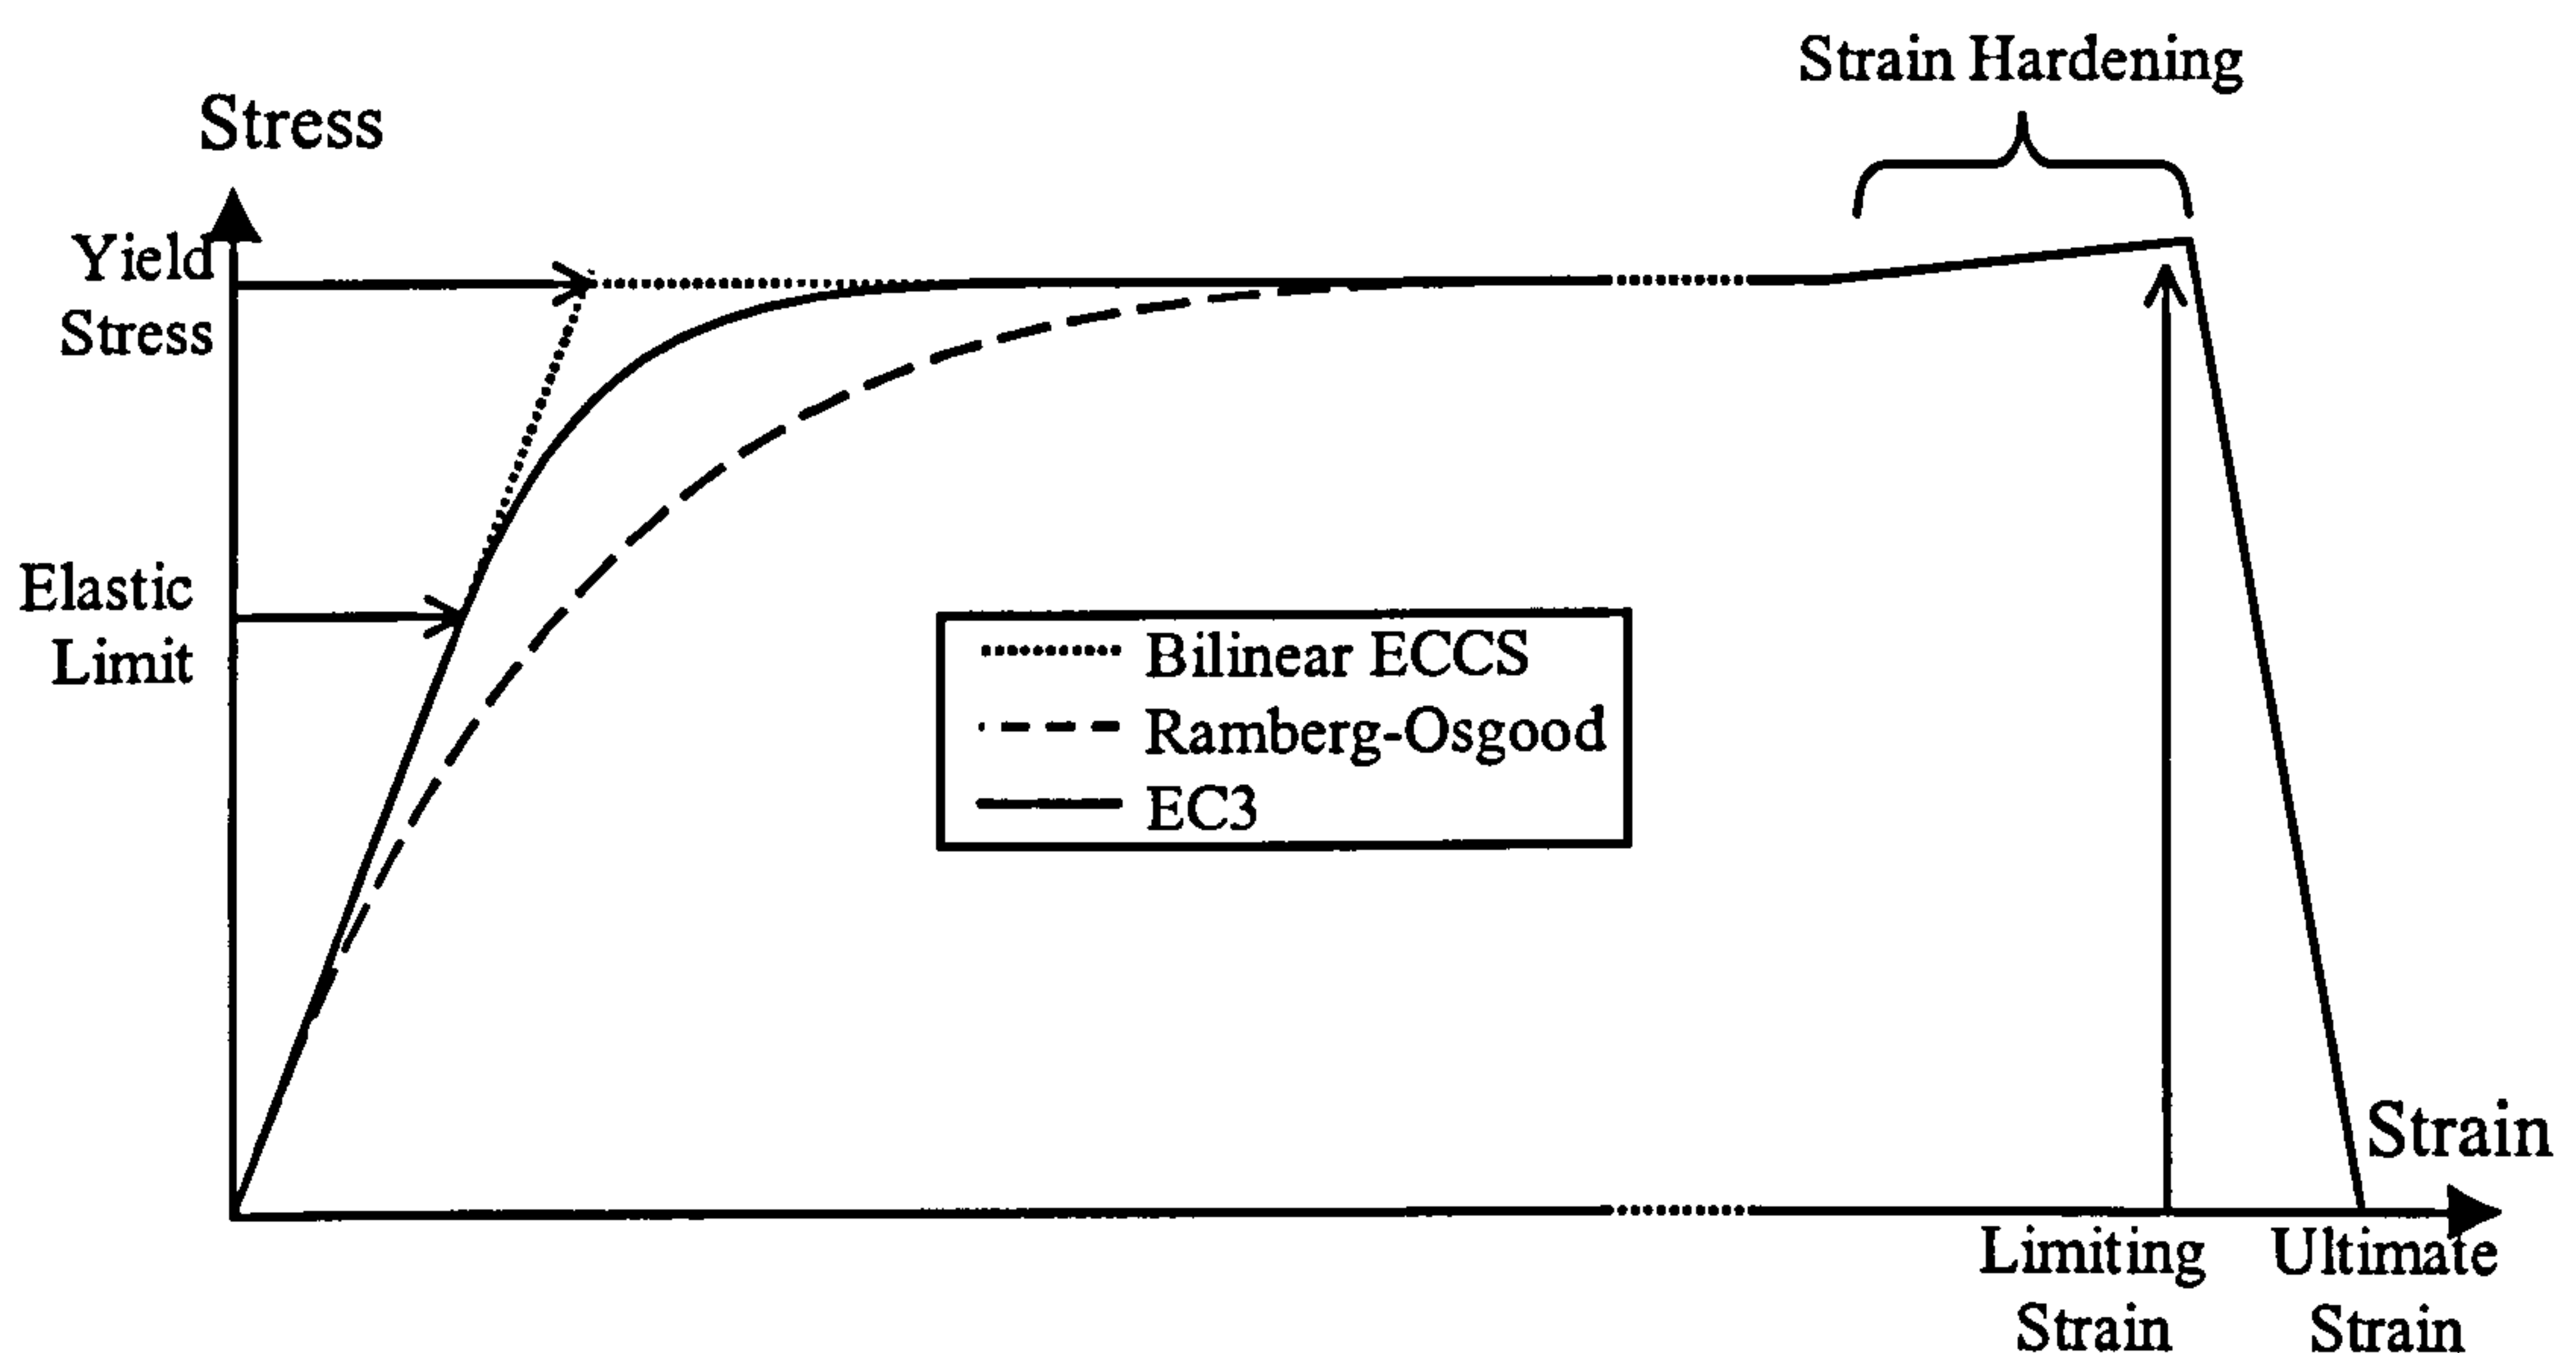 Strain Hardening
Stress
Yield
Stress
Elastic
Limit
Bilinear ECCS
Ramberg-Osgood
EC3
Strain
Limiting
Strain
Ultimate
Strain